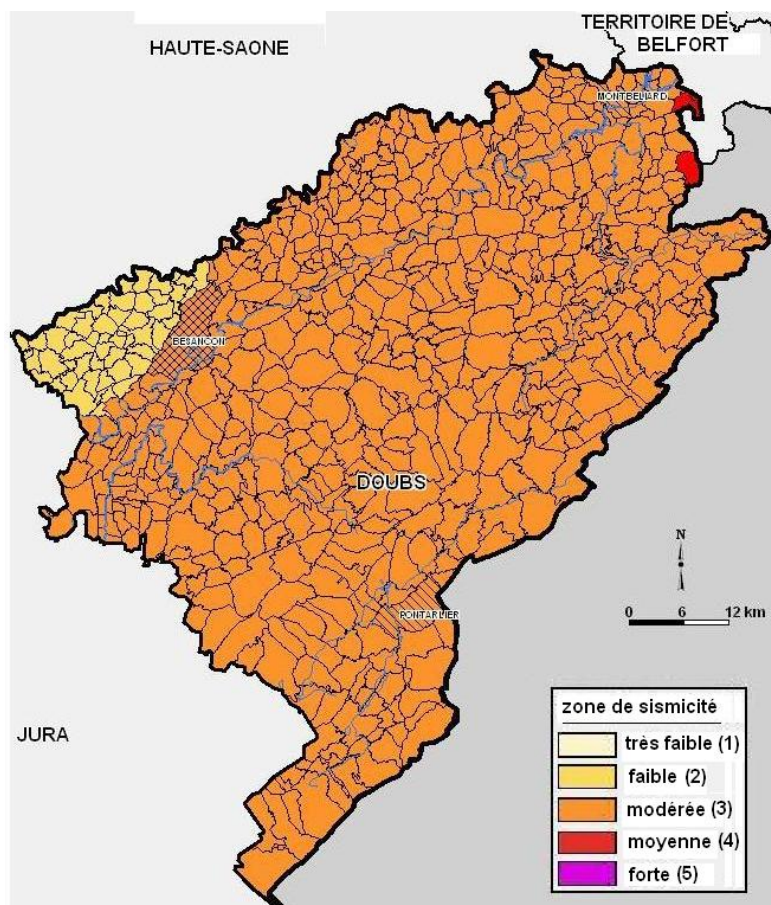 TERRITOIRE DE
BELFORT
HAUTE-SAONE
MONTBELIARD
BESANCON
DOUBS
N
PONTARLIER
0 6 12 km
JURA
zone de sismicité
très faible (1)
faible (2)
modérée (3)
moyenne (4)
forte (5)